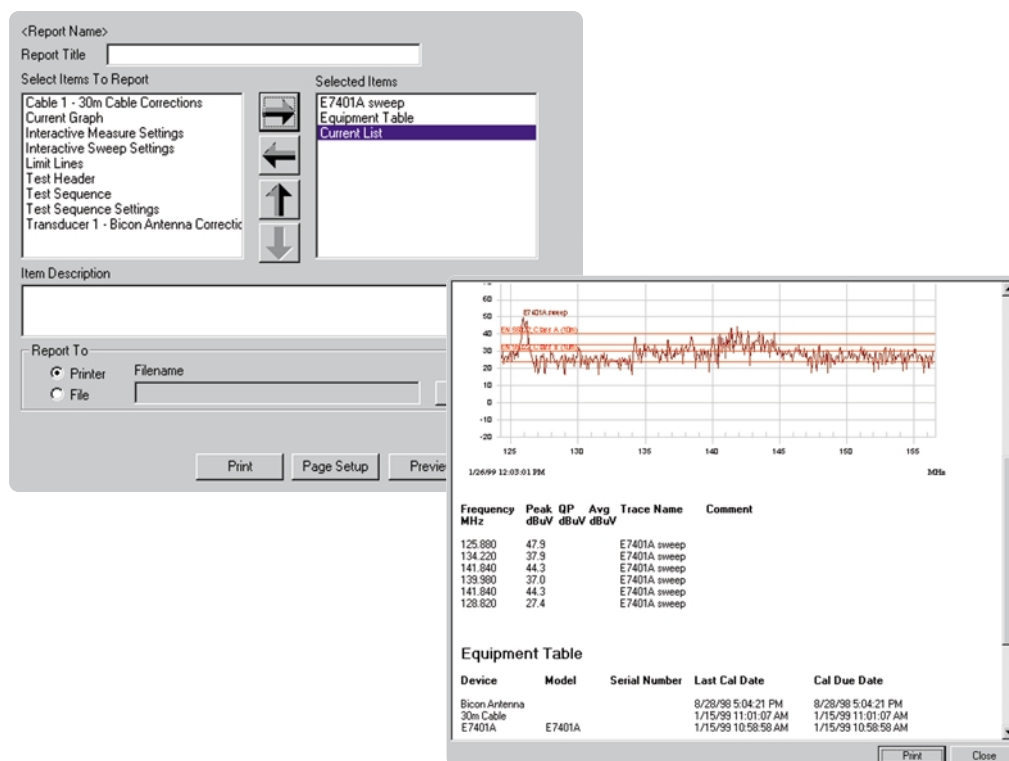 <Report Name>
Report Title
Select Items To Report
Selected Items
Cable 1 - 30m Cable Corrections
Current Graph
Interactive Measure Settings
Interactive Sweep Settings
Limit Lines
Test Header
Test Sequence
Test Sequence Settings
Transducer 1 - Bicon Antenna Correctic
E7401A sweep
Equipment Table
Current List
Item Description
Report To
Printer
File
Filename
Print
Page Setup
Previe
60
50
40
30
20
10
0
-10
-20
E7401A sweep
Class A (10m)
125 130 135 140 145 150 155
1/26/99 12:03:01 PM
MHz
Frequency MHz Peak dBuV QP dBuV Avg dBuV Trace Name Comment
125.880 47.9 E7401A sweep
134.220 37.9 E7401A sweep
141.840 44.3 E7401A sweep
139.980 37.0 E7401A sweep
141.840 44.3 E7401A sweep
128.820 27.4 E7401A sweep
Equipment Table
Device Model Serial Number Last Cal Date Cal Due Date
Bicon Antenna 8/28/98 5:04:21 PM 8/28/98 5:04:21 PM
30m Cable 1/15/99 11:01:07 AM 1/15/99 11:01:07 AM
E7401A E7401A 1/15/99 10:58:58 AM 1/15/99 10:58:58 AM
Print
Close